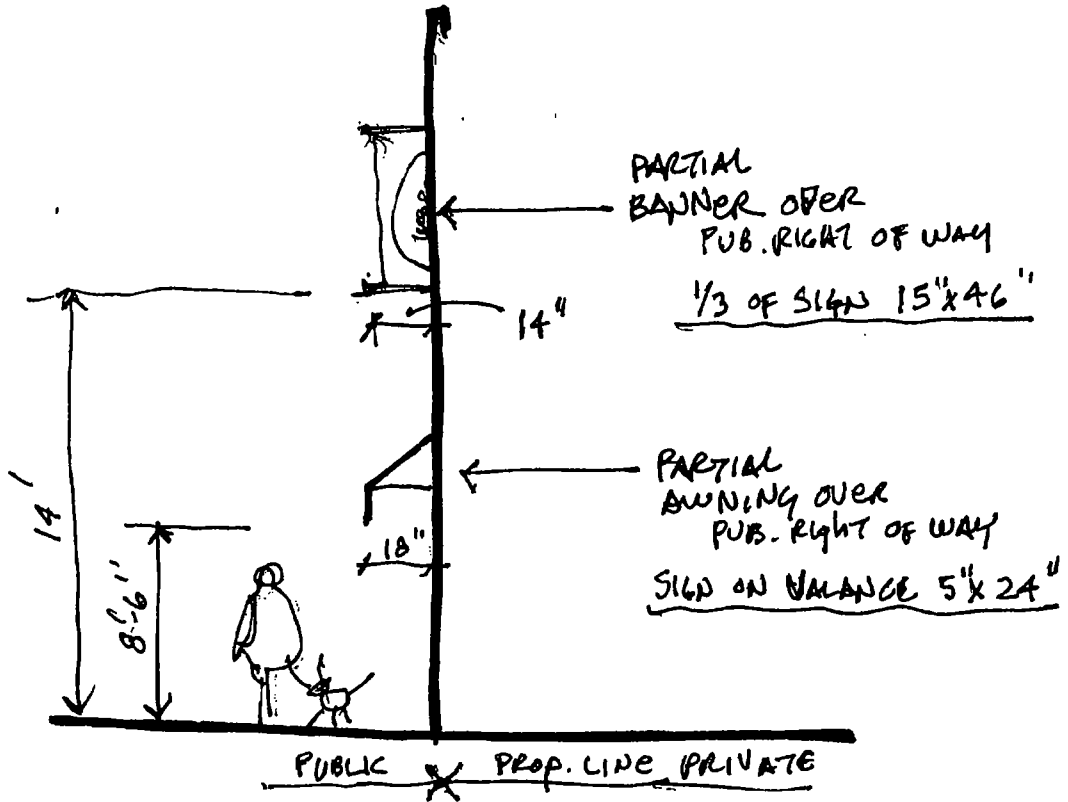 PARTIAL
BANNER OVER
PUB. RIGHT OF WAY
1/3 OF SIGN 15"x46"
14"
14'
PARTIAL
AWNING OVER
PUB. RIGHT OF WAY
18"
8'-6"
SIGN ON VALANCE 5"x24"
PUBLIC PROP. LINE PRIVATE